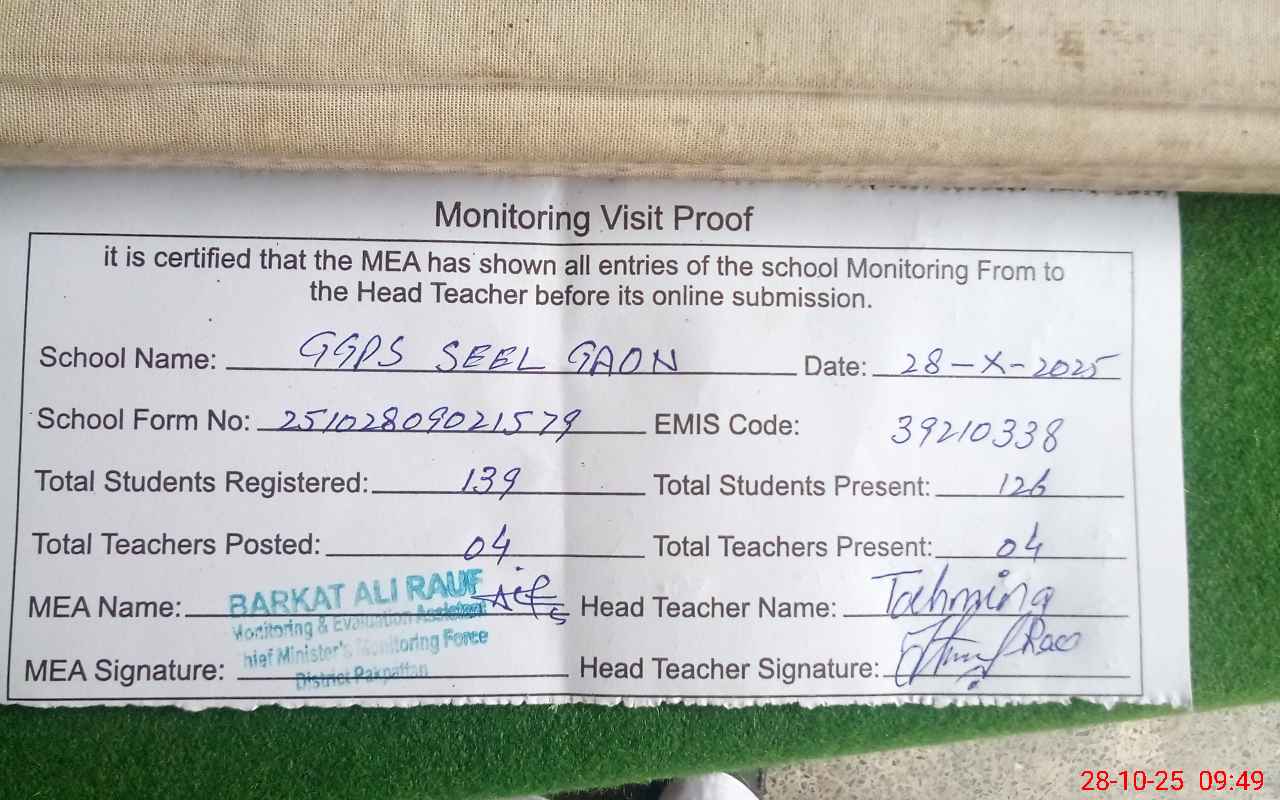 Monitoring Visit Proof
it is certified that the MEA has shown all entries of the school Monitoring From to
the Head Teacher before its online submission.
School Name: GGPS SEEL GAON Date: 28-X-2025
School Form No: 25102809021579 EMIS Code: 39210338
Total Students Registered: 139 Total Students Present: 126
Total Teachers Posted: 04 Total Teachers Present: 04
MEA Name: BARKAT ALI RAUF Head Teacher Name: Tahmina
Monitoring & Evaluation Assistant
Chief Minister's Monitoring Force
MEA Signature: District Pakpattan Head Teacher Signature: Rao
28-10-25 09:49